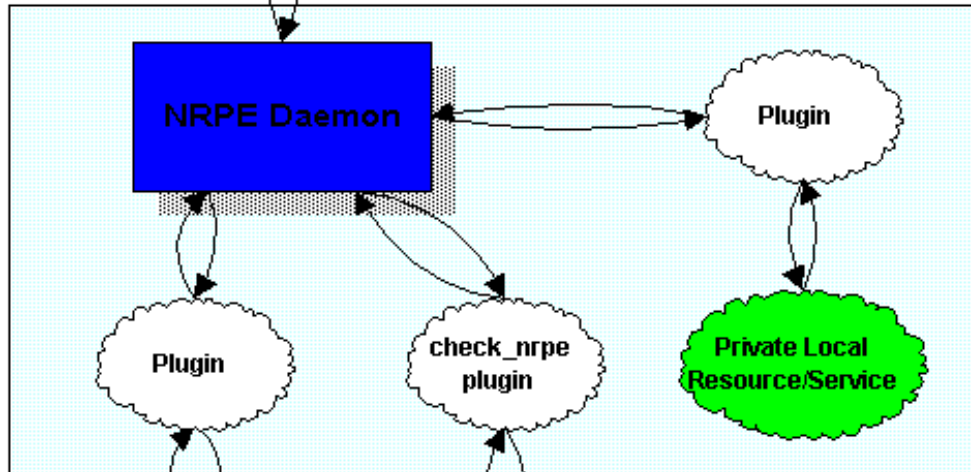 NRPE Daemon
Plugin
Plugin
check_nrpe
plugin
Private Local
Resource/Service